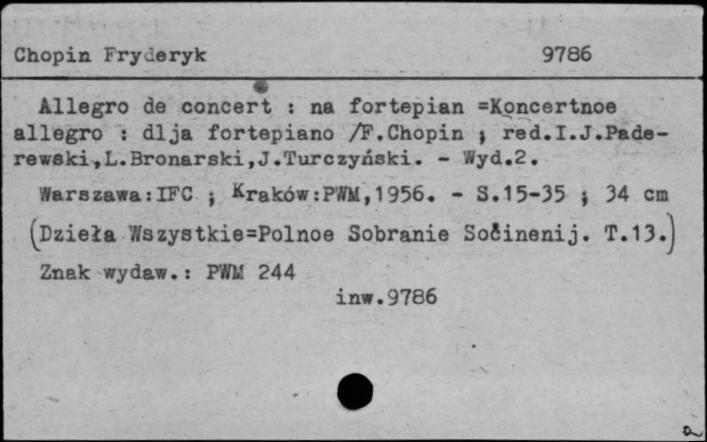 Chopin Fryderyk 9786
Allegro de concert : na fortepian =Koncertnoe
allegro : dlja fortepiano /F.Chopin ; red.I.J.Pade-
rewski,L.Bronarski,J.Turczyński. - Wyd.2.
Warszawa:IFC ; Kraków:PWM,1956. - S.15-35 ; 34 cm
(Dzieła Wszystkie=Polnoe Sobranie Sočinenij. T.13.)
Znak wydaw.: PWM 244
inw.9786